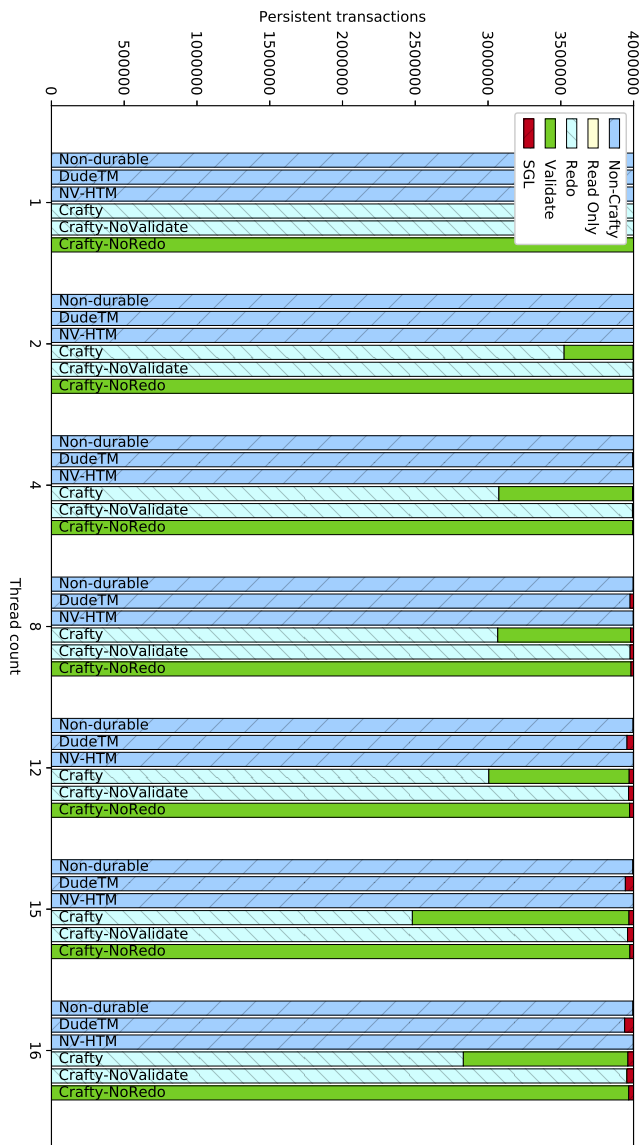 Persistent transactions
0
500000
1000000
1500000
2000000
2500000
3000000
3500000
4000000
Non-Crafty
Read Only
Redo
Validate
SGL
Non-durable
DudeTM
NV-HTM
Crafty
Crafty-NoValidate
Crafty-NoRedo
1
Non-durable
DudeTM
NV-HTM
Crafty
Crafty-NoValidate
Crafty-NoRedo
2
Non-durable
DudeTM
NV-HTM
Crafty
Crafty-NoValidate
Crafty-NoRedo
4
Non-durable
DudeTM
NV-HTM
Crafty
Crafty-NoValidate
Crafty-NoRedo
8
Non-durable
DudeTM
NV-HTM
Crafty
Crafty-NoValidate
Crafty-NoRedo
12
Non-durable
DudeTM
NV-HTM
Crafty
Crafty-NoValidate
Crafty-NoRedo
15
Non-durable
DudeTM
NV-HTM
Crafty
Crafty-NoValidate
Crafty-NoRedo
16
Thread count